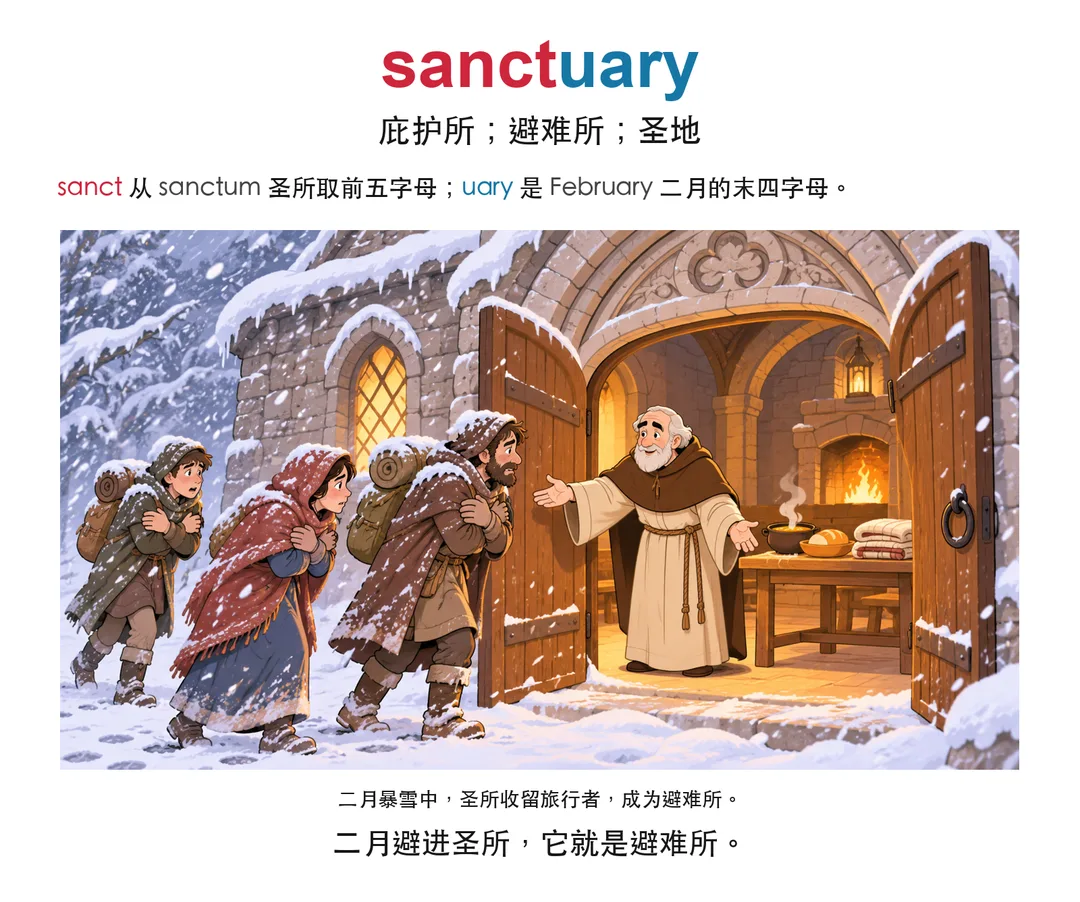 sanctuary
庇护所；避难所；圣地
sanct 从 sanctum 圣所取前五字母；uary 是 February 二月的末四字母。
二月暴雪中，圣所收留旅行者，成为避难所。
二月避进圣所，它就是避难所。